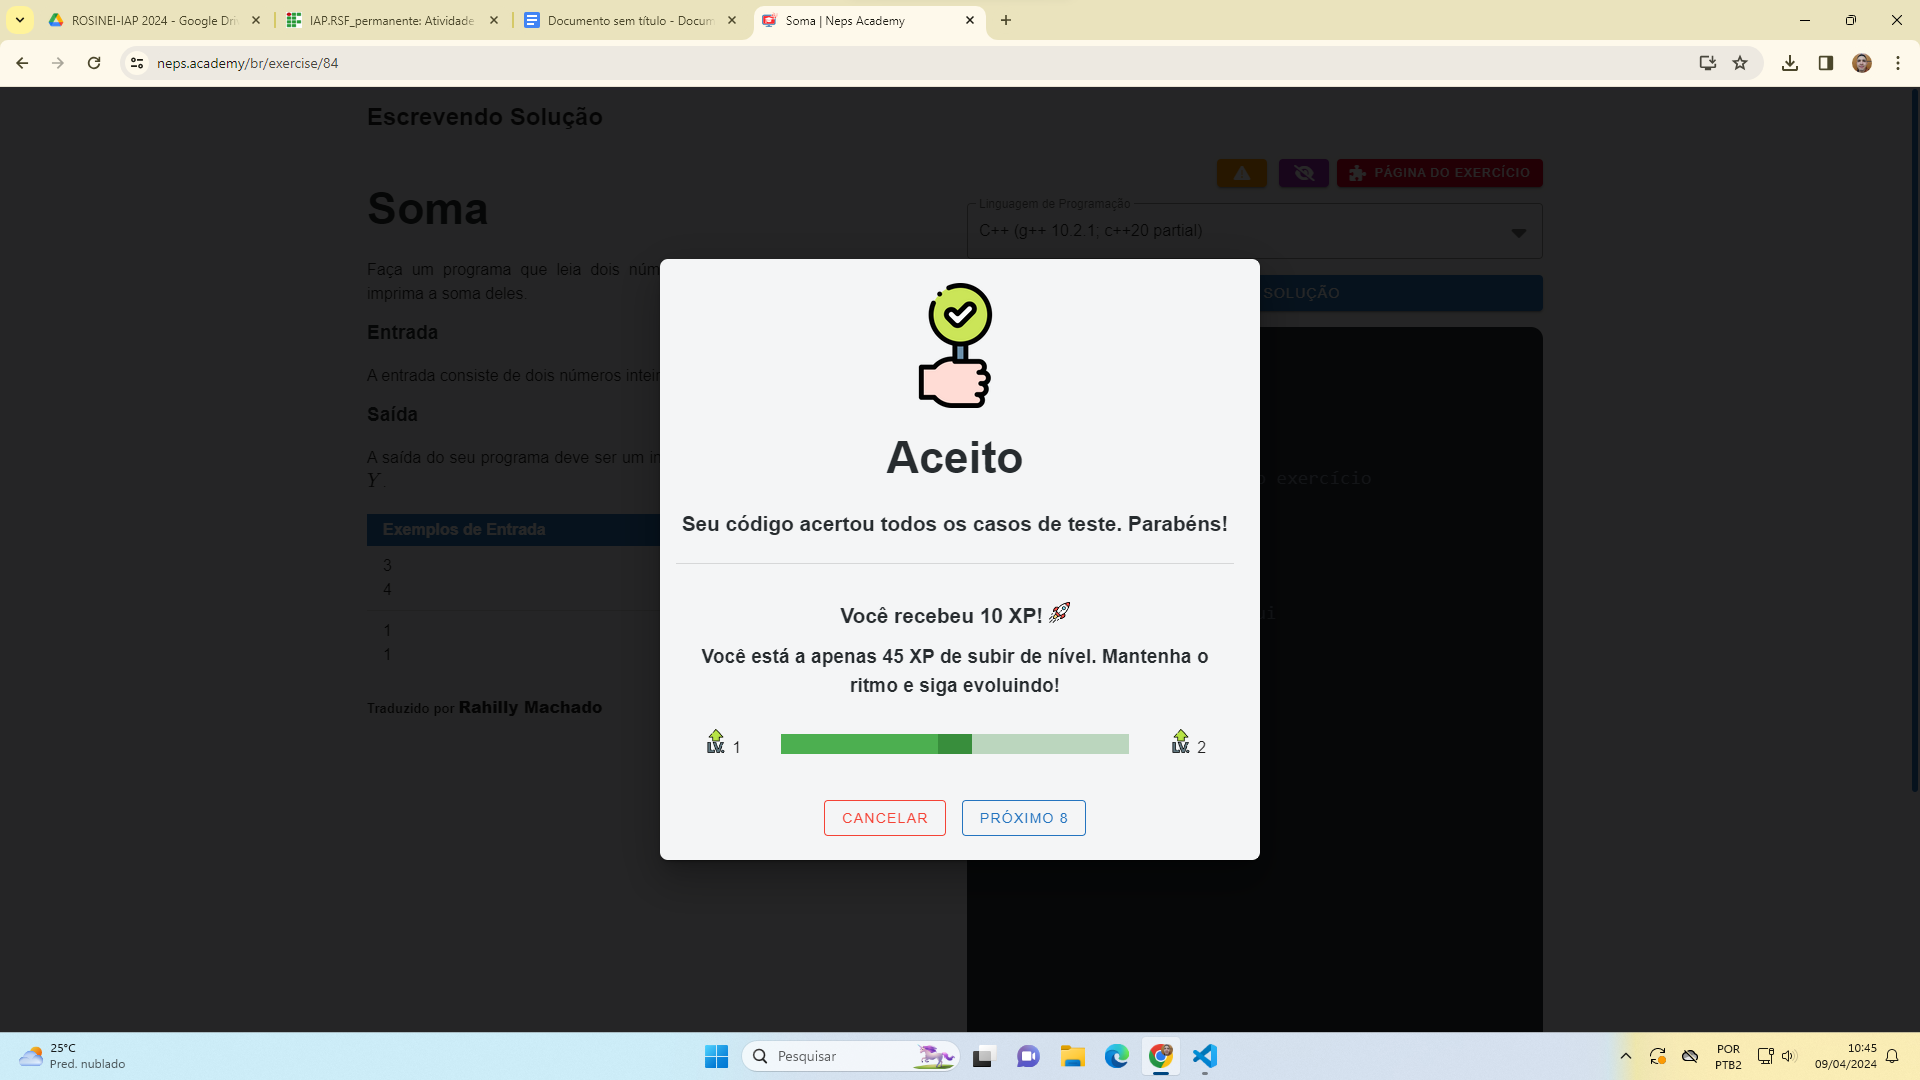 ROSINEI-IAP 2024 - Google Dri
IAP.RSF_permanente: Atividade
Documento sem título - Docum
Soma | Neps Academy
neps.academy/br/exercise/84
Escrevendo Solução
PÁGINA DO EXERCÍCIO
Soma
Linguagem de Programação
C++ (g++ 10.2.1; c++20 partial)
Faça um programa que leia dois núm
imprima a soma deles.
SOLUÇÃO
Entrada
A entrada consiste de dois números inteir
Saída
A saída do seu programa deve ser um in
Y.
Exemplos de Entrada
3
4
1
1
Traduzido por Rahilly Machado
o exercício
Aceito
Seu código acertou todos os casos de teste. Parabéns!
Você recebeu 10 XP!
Você está a apenas 45 XP de subir de nível. Mantenha o
ritmo e siga evoluindo!
LV. 1
LV. 2
CANCELAR
PRÓXIMO 8
25°C
Pred. nublado
Pesquisar
POR
PTB2
10:45
09/04/2024